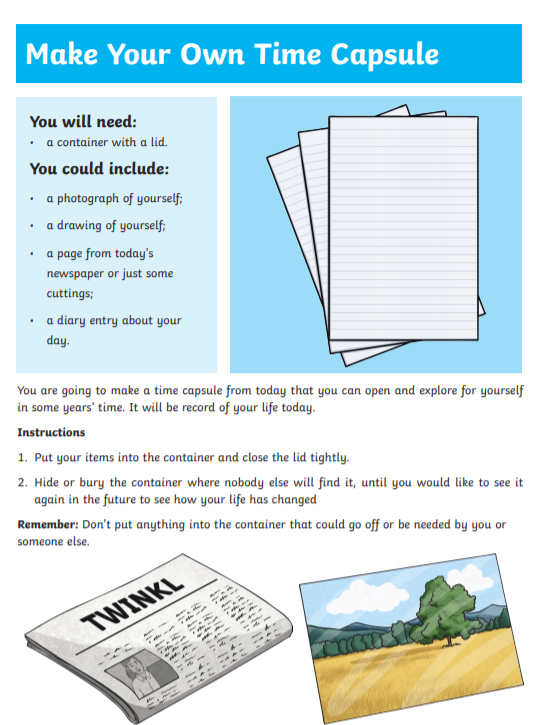 Make Your Own Time Capsule
You will need:
• a container with a lid.
You could include:
• a photograph of yourself;
• a drawing of yourself;
• a page from today's
newspaper or just some
cuttings;
• a diary entry about your
day.
You are going to make a time capsule from today that you can open and explore for yourself
in some years' time. It will be record of your life today.
Instructions
1. Put your items into the container and close the lid tightly.
2. Hide or bury the container where nobody else will find it, until you would like to see it
again in the future to see how your life has changed
Remember: Don't put anything into the container that could go off or be needed by you or
someone else.
TWINKL